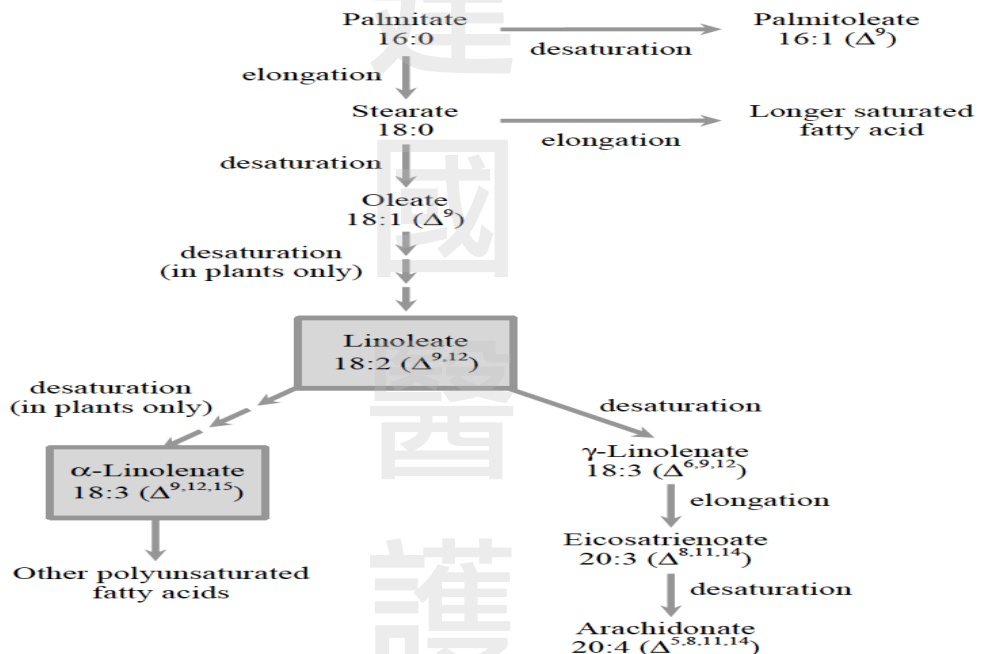 Palmitate
16:0
desaturation
Palmitoleate
16:1 (Δ⁹)
elongation
Stearate
18:0
elongation
Longer saturated
fatty acid
desaturation
Oleate
18:1 (Δ⁹)
desaturation
(in plants only)
Linoleate
18:2 (Δ⁹,¹²)
desaturation
(in plants only)
desaturation
α-Linolenate
18:3 (Δ⁹,¹²,¹⁵)
γ-Linolenate
18:3 (Δ⁶,⁹,¹²)
elongation
Other polyunsaturated
fatty acids
Eicosatrienoate
20:3 (Δ⁸,¹¹,¹⁴)
desaturation
Arachidonate
20:4 (Δ⁵,⁸,¹¹,¹⁴)
國
醫
護